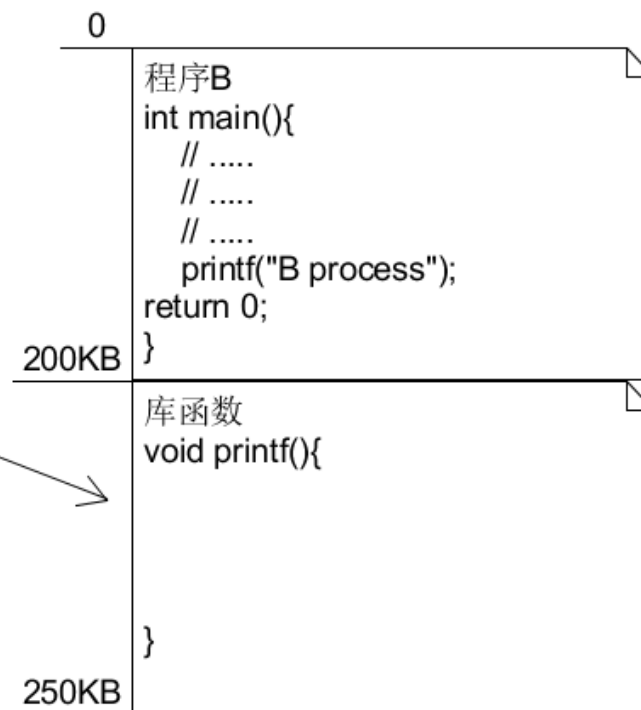 0
程序B
int main(){
// .....
// .....
// .....
printf("B process");
return 0;
}
200KB
库函数
void printf(){
}
250KB